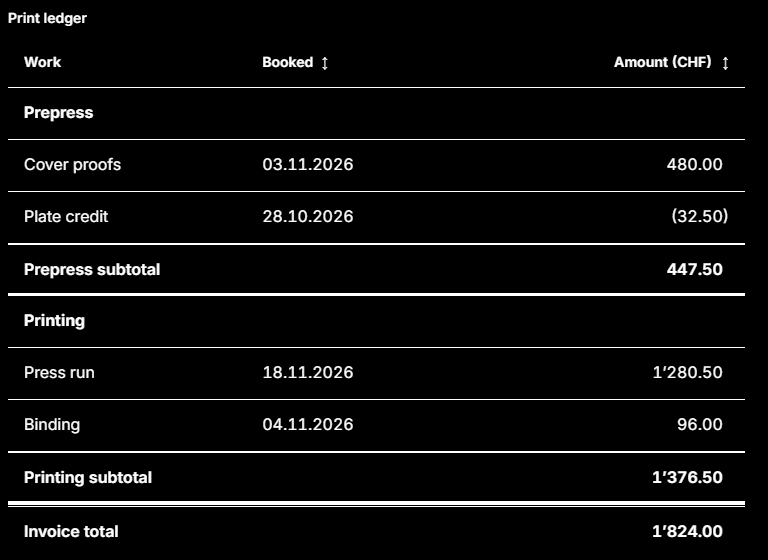 Print ledger
Work Booked ↕ Amount (CHF) ↕
Prepress
Cover proofs 03.11.2026 480.00
Plate credit 28.10.2026 (32.50)
Prepress subtotal 447.50
Printing
Press run 18.11.2026 1’280.50
Binding 04.11.2026 96.00
Printing subtotal 1’376.50
Invoice total 1’824.00